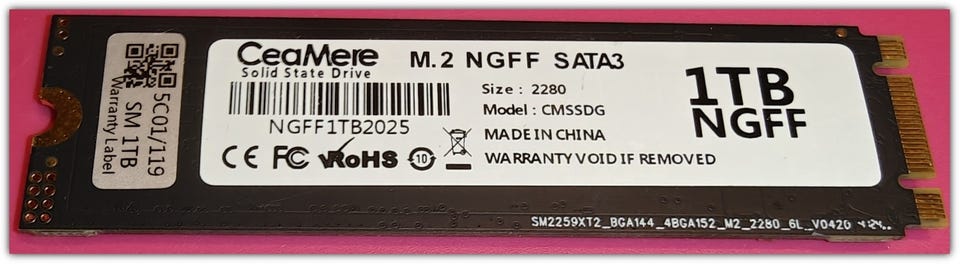 5C01/119
SM 1TB
Warranty Label
CeaMere
Solid State Drive
M.2 NGFF SATA3
Size : 2280
Model : CMSSDG
NGFF1TB2025
MADE IN CHINA
CE FC RoHS 10
WARRANTY VOID IF REMOVED
1TB
NGFF
SM2259XT2_BGA144_4BGA152_M2_2280_6L_V0420